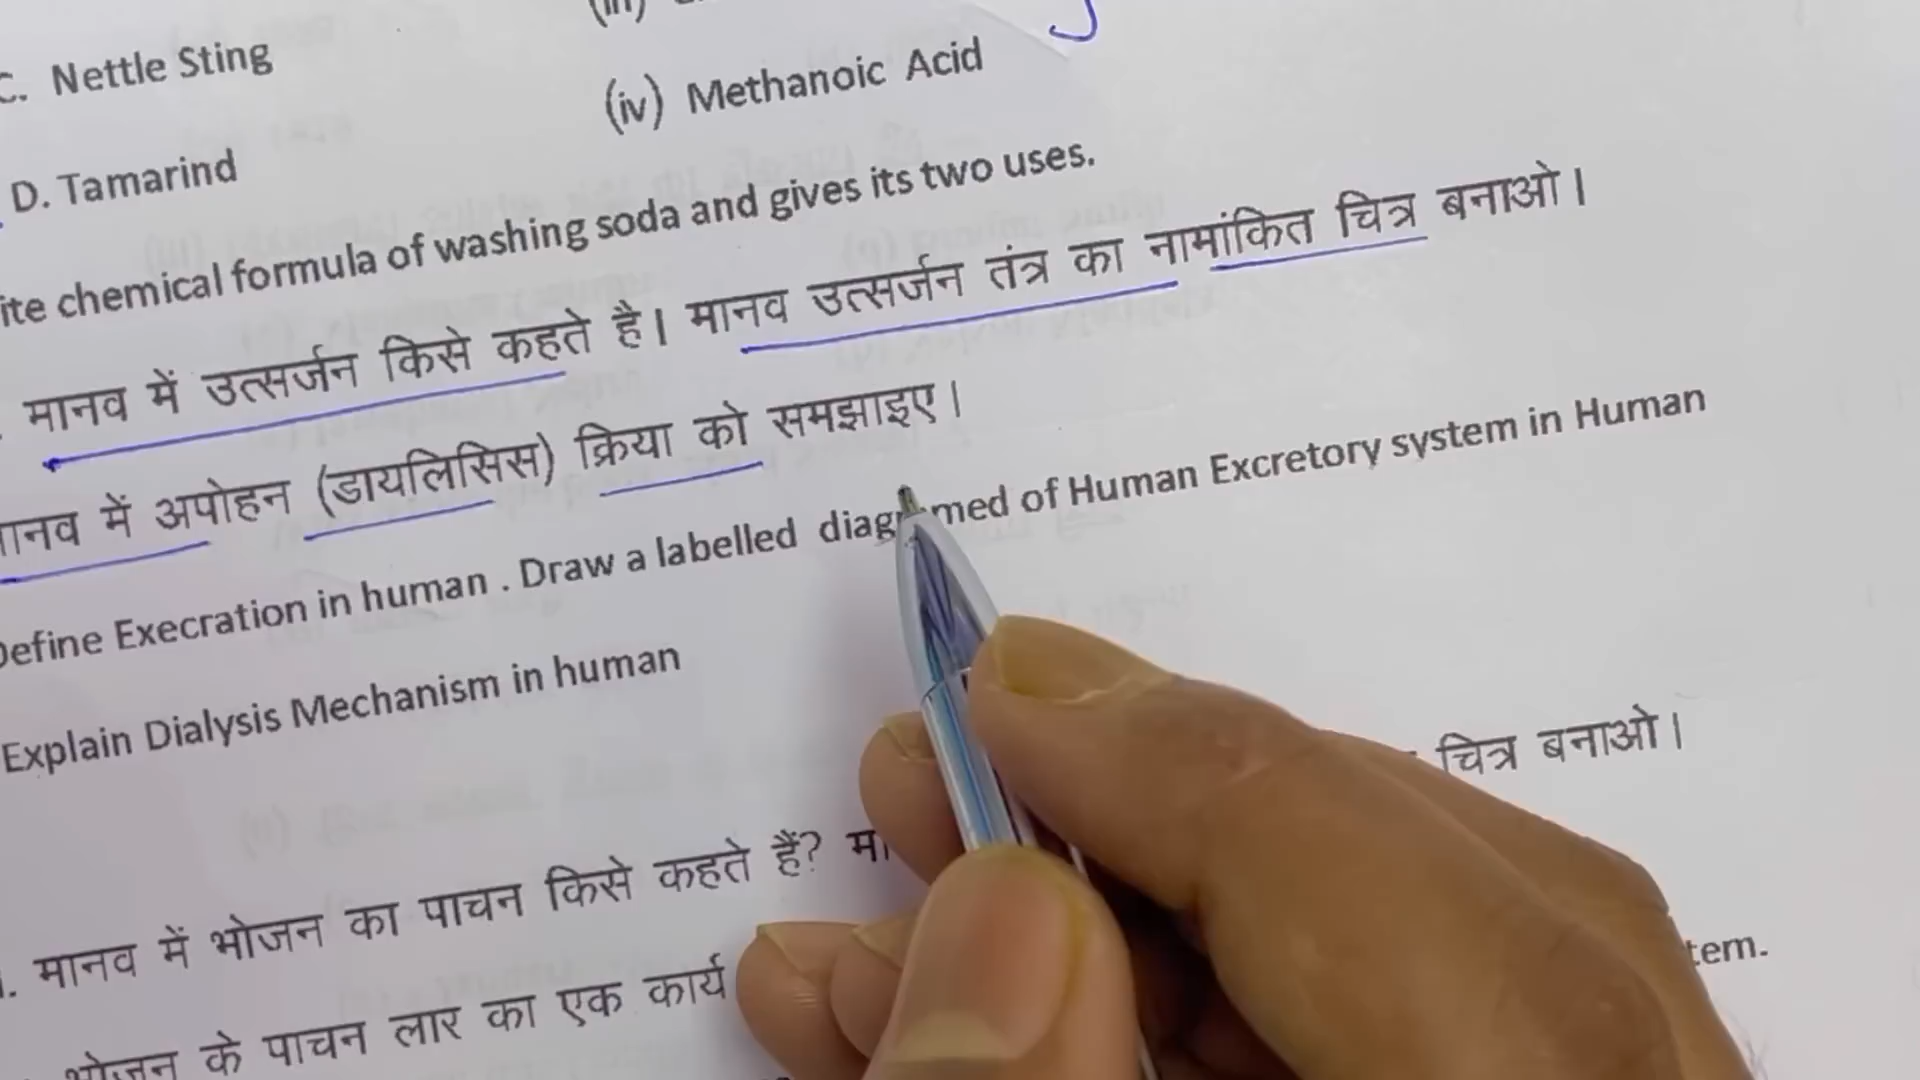 C. Nettle Sting
(iv) Methanoic Acid
D. Tamarind
ite chemical formula of washing soda and gives its two uses.
मानव में उत्सर्जन किसे कहते है। मानव उत्सर्जन तंत्र का नामांकित चित्र बनाओ।
मानव में अपोहन (डायलिसिस) क्रिया को समझाइए।
Define Execration in human . Draw a labelled of Human Excretory system in Human
Explain Dialysis Mechanism in human
चित्र बनाओ।
मानव में भोजन का पाचन किसे कहते हैं?
tem.
भोजन के पाचन लार का एक कार्य